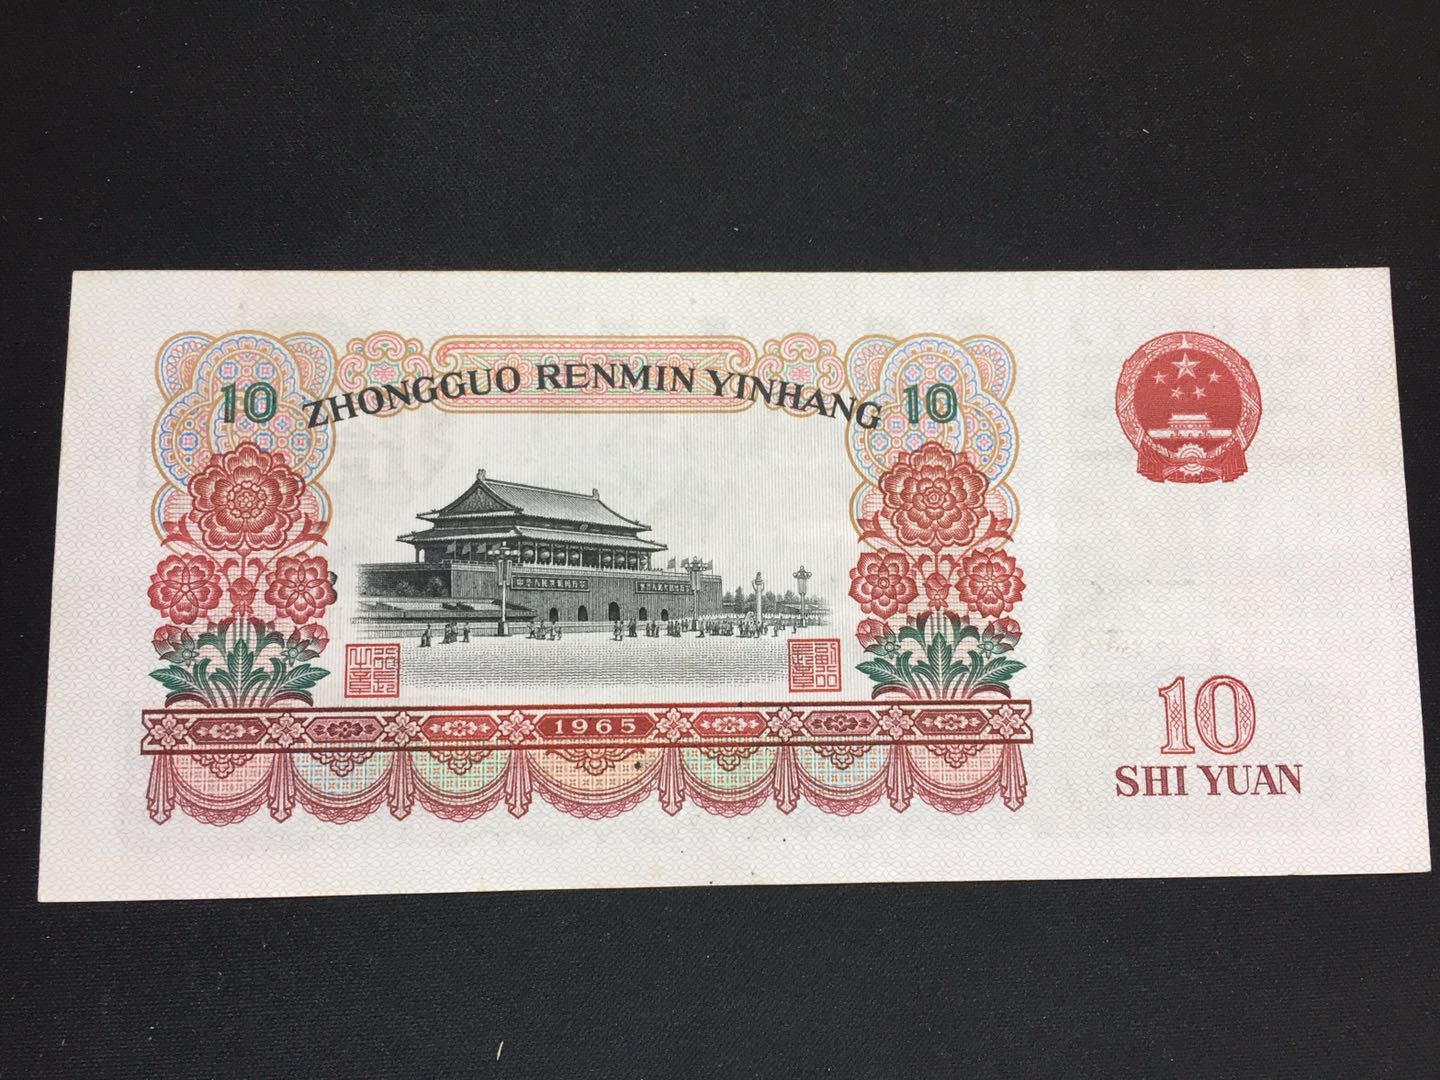 10 ZHONGGUO RENMIN YINHANG 10
1965
10
SHI YUAN